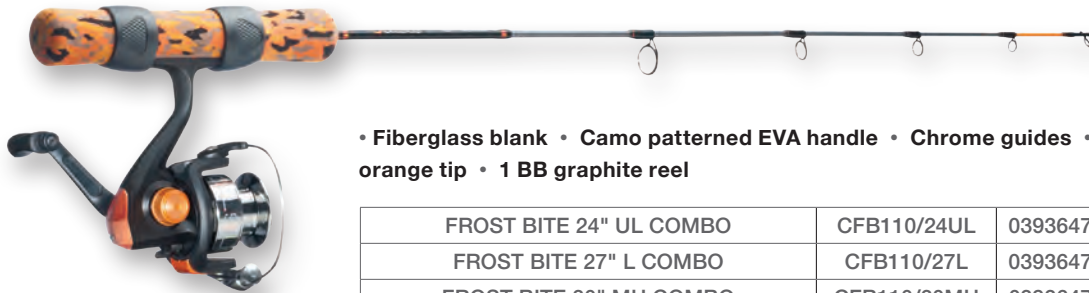 • Fiberglass blank • Camo patterned EVA handle • Chrome guides •
orange tip • 1 BB graphite reel
FROST BITE 24" UL COMBO CFB110/24UL 0393647
FROST BITE 27" L COMBO CFB110/27L 0393647